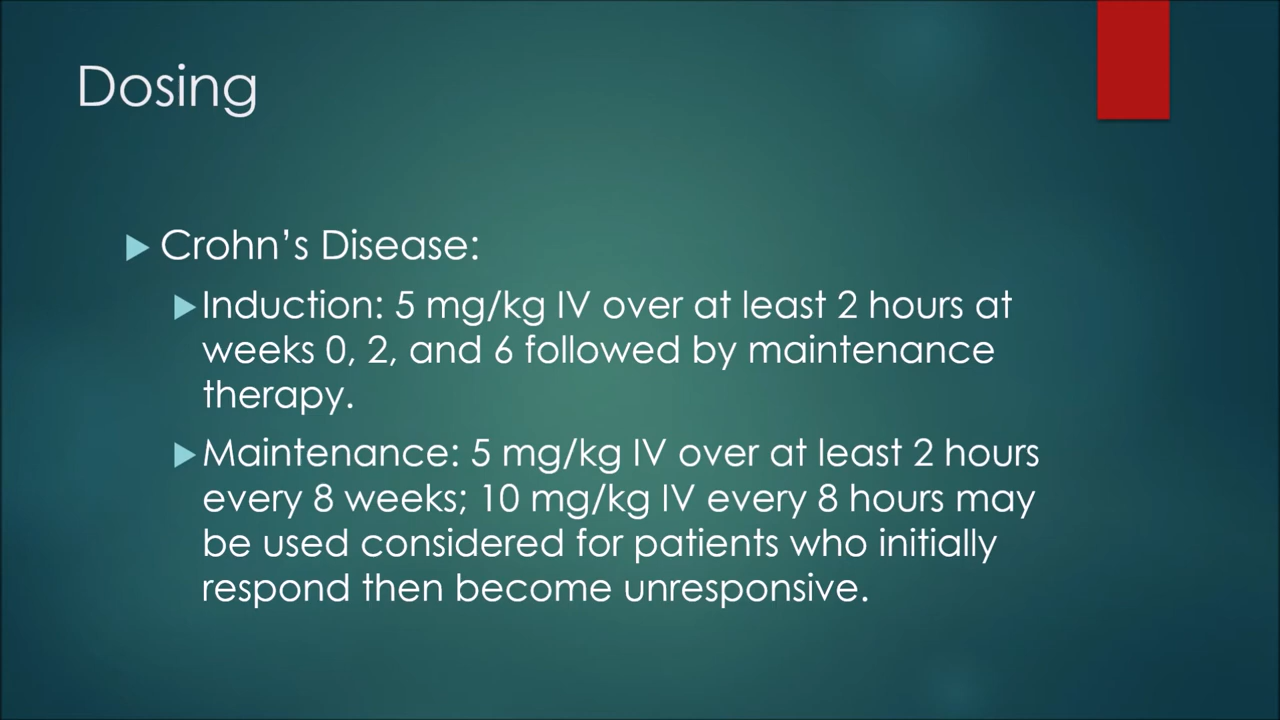 Dosing
Crohn’s Disease:
Induction: 5 mg/kg IV over at least 2 hours at
weeks 0, 2, and 6 followed by maintenance
therapy.
Maintenance: 5 mg/kg IV over at least 2 hours
every 8 weeks; 10 mg/kg IV every 8 hours may
be used considered for patients who initially
respond then become unresponsive.